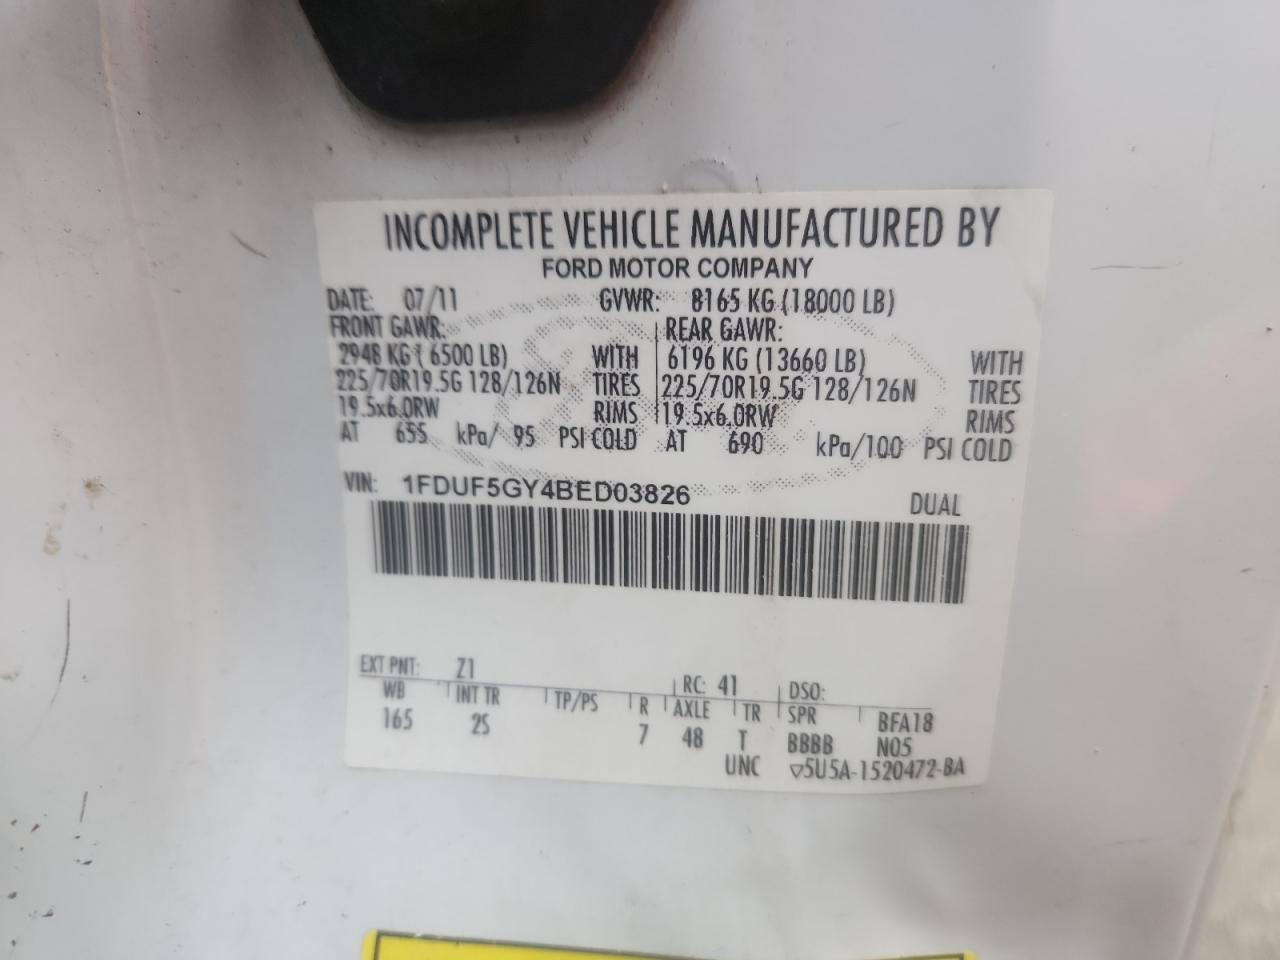 INCOMPLETE VEHICLE MANUFACTURED BY
FORD MOTOR COMPANY
DATE: 07/11 GVWR: 8165 KG (18000 LB)
FRONT GAWR: REAR GAWR:
2948 KG ( 6500 LB) WITH 6196 KG (13660 LB) WITH
225/70R19.5G 128/126N TIRES 225/70R19.5G 128/126N TIRES
19.5x6.0RW RIMS 19.5x6.0RW RIMS
AT 655 kPa/ 95 PSI COLD AT 690 kPa/100 PSI COLD
VIN: 1FDUF5GY4BED03826 DUAL
EXT PNT: Z1 RC: 41 DSO:
WB INT TR TP/PS R AXLE TR SPR BFA18
165 2S 7 48 T BBBB N05
UNC ▽5U5A-1520472-BA